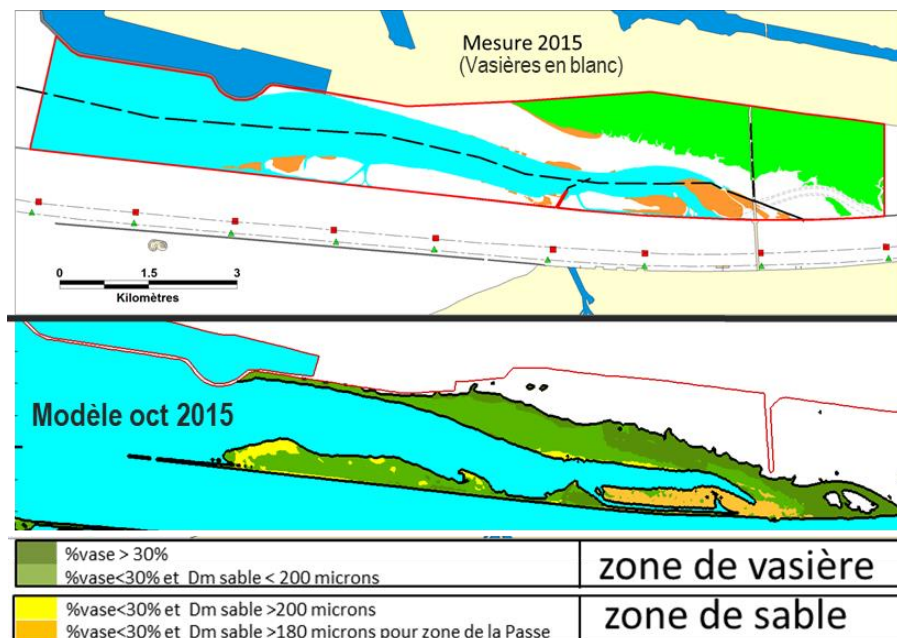 Mesure 2015
(Vasières en blanc)
0 1.5 3
Kilomètres
Modèle oct 2015
%vase > 30%
%vase<30% et Dm sable < 200 microns
zone de vasière
%vase<30% et Dm sable >200 microns
%vase<30% et Dm sable >180 microns pour zone de la Passe
zone de sable